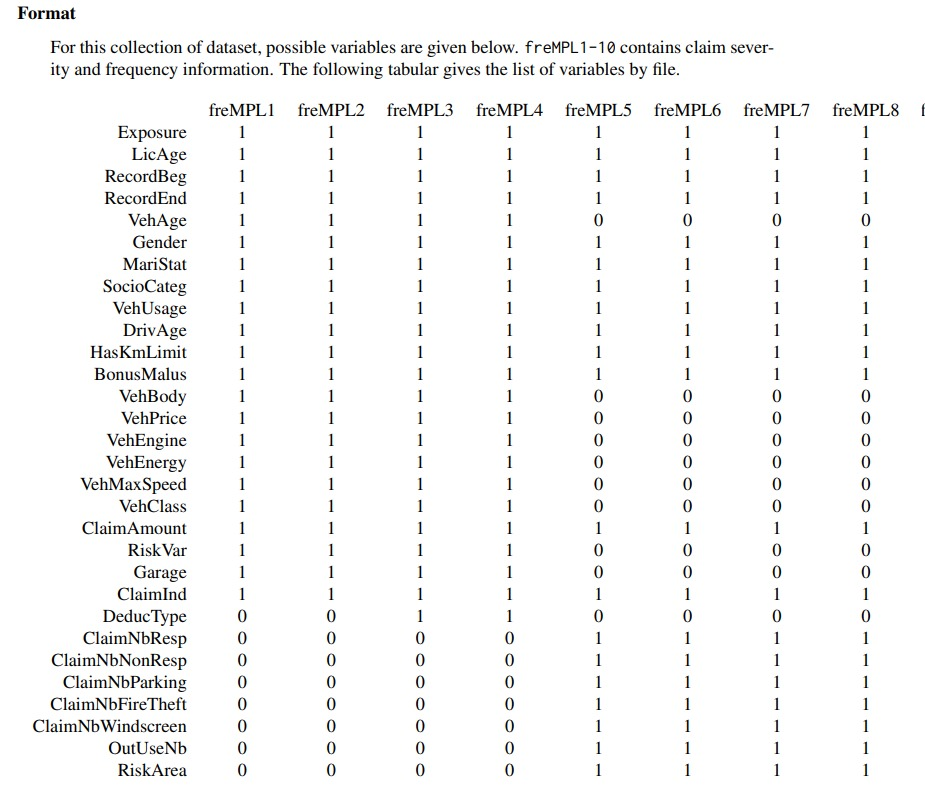 Format
For this collection of dataset, possible variables are given below. freMPL1-10 contains claim sever-
ity and frequency information. The following tabular gives the list of variables by file.
freMPL1 freMPL2 freMPL3 freMPL4 freMPL5 freMPL6 freMPL7 freMPL8
Exposure 1 1 1 1 1 1 1 1
LicAge 1 1 1 1 1 1 1 1
RecordBeg 1 1 1 1 1 1 1 1
RecordEnd 1 1 1 1 1 1 1 1
VehAge 1 1 1 1 0 0 0 0
Gender 1 1 1 1 1 1 1 1
MariStat 1 1 1 1 1 1 1 1
SocioCateg 1 1 1 1 1 1 1 1
VehUsage 1 1 1 1 1 1 1 1
DrivAge 1 1 1 1 1 1 1 1
HasKmLimit 1 1 1 1 1 1 1 1
BonusMalus 1 1 1 1 1 1 1 1
VehBody 1 1 1 1 0 0 0 0
VehPrice 1 1 1 1 0 0 0 0
VehEngine 1 1 1 1 0 0 0 0
VehEnergy 1 1 1 1 0 0 0 0
VehMaxSpeed 1 1 1 1 0 0 0 0
VehClass 1 1 1 1 0 0 0 0
ClaimAmount 1 1 1 1 1 1 1 1
RiskVar 1 1 1 1 0 0 0 0
Garage 1 1 1 1 0 0 0 0
ClaimInd 1 1 1 1 1 1 1 1
DeducType 0 0 1 1 0 0 0 0
ClaimNbResp 0 0 0 0 1 1 1 1
ClaimNbNonResp 0 0 0 0 1 1 1 1
ClaimNbParking 0 0 0 0 1 1 1 1
ClaimNbFireTheft 0 0 0 0 1 1 1 1
ClaimNbWindscreen 0 0 0 0 1 1 1 1
OutUseNb 0 0 0 0 1 1 1 1
RiskArea 0 0 0 0 1 1 1 1